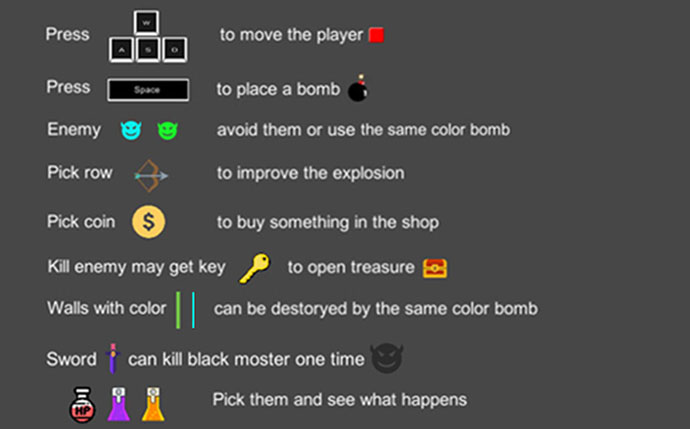 W
Press A S D to move the player
Press Space to place a bomb
Enemy avoid them or use the same color bomb
Pick row to improve the explosion
Pick coin $ to buy something in the shop
Kill enemy may get key to open treasure
Walls with color can be destoryed by the same color bomb
Sword can kill black moster one time
HP Pick them and see what happens